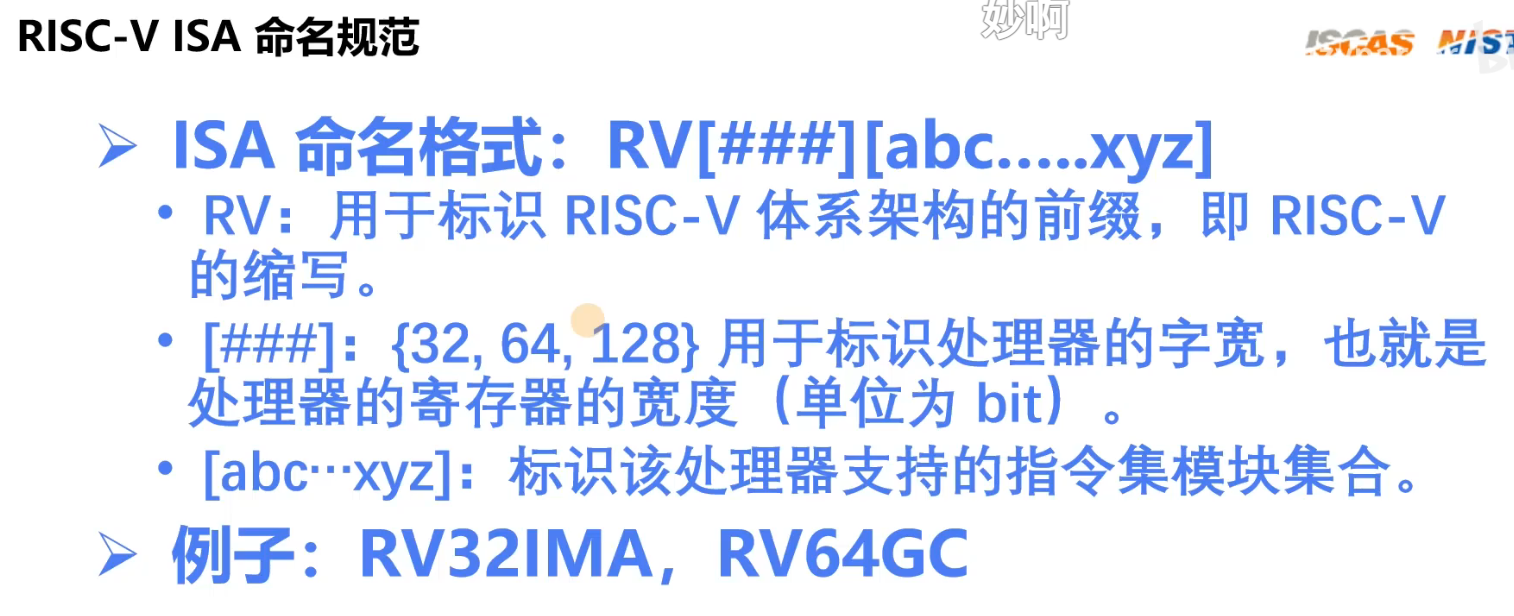 RISC-V ISA 命名规范
妙啊
ISCAS
➢ ISA 命名格式：RV[###][abc…..xyz]
• RV：用于标识 RISC-V 体系架构的前缀，即 RISC-V
的缩写。
• [###]：{32, 64, 128} 用于标识处理器的字宽，也就是
处理器的寄存器的宽度（单位为 bit）。
• [abc…xyz]：标识该处理器支持的指令集模块集合。
➢ 例子：RV32IMA，RV64GC